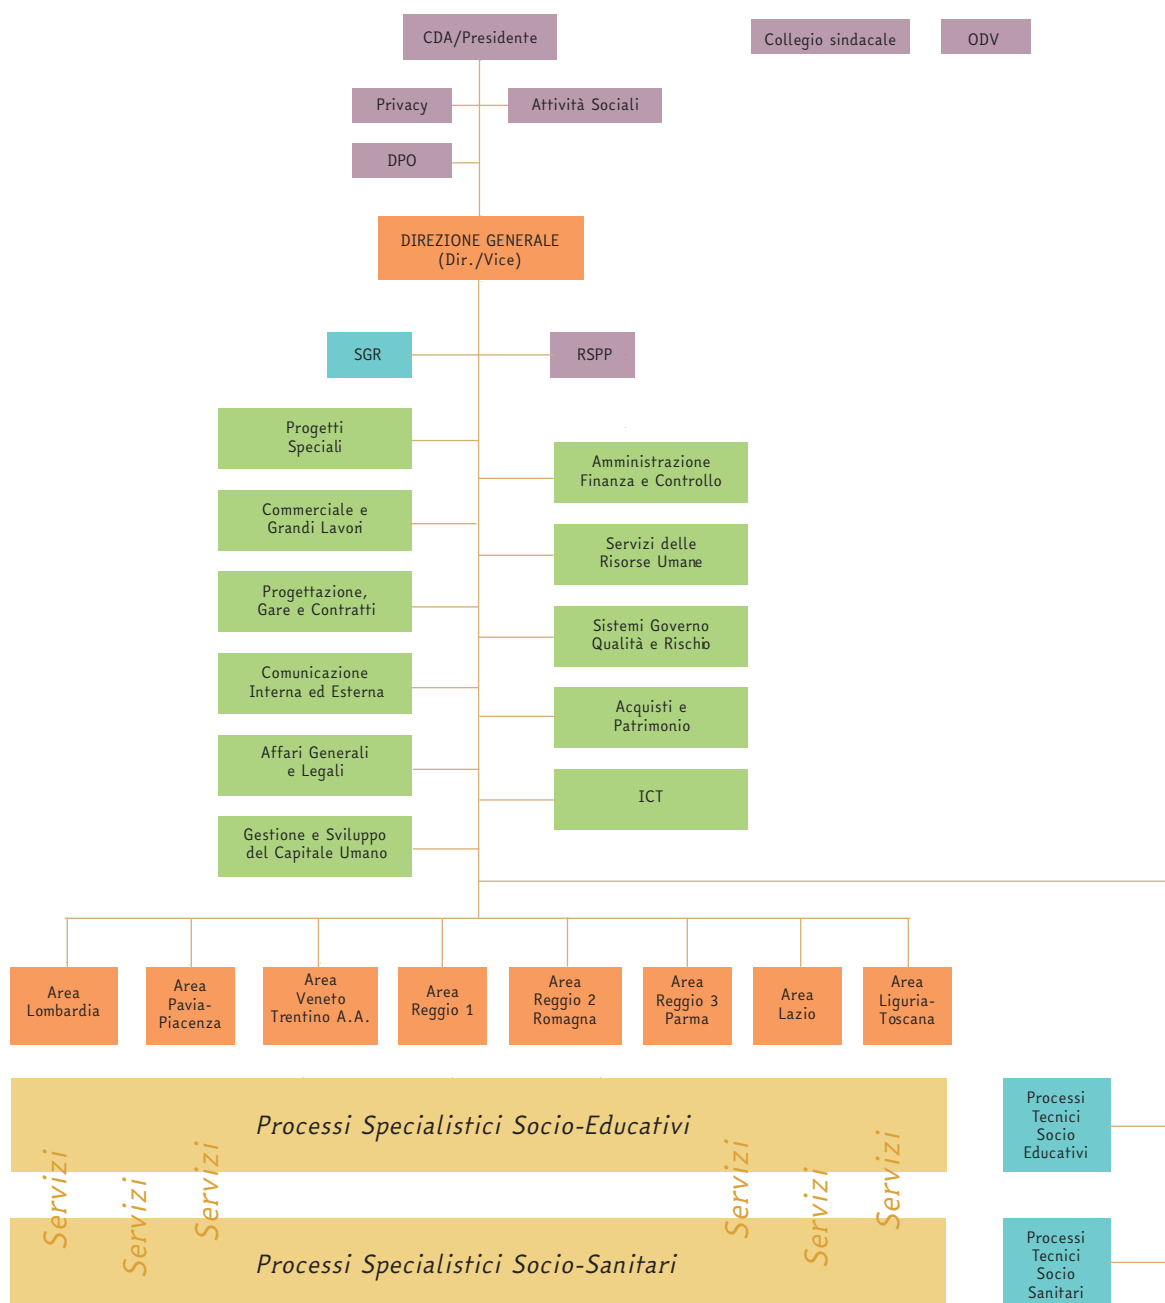 CDA/Presidente
Collegio sindacale
ODV
Privacy
Attività Sociali
DPO
DIREZIONE GENERALE
(Dir./Vice)
SGR
RSPP
Progetti
Speciali
Amministrazione
Finanza e Controllo
Commerciale e
Grandi Lavori
Servizi delle
Risorse Umane
Progettazione,
Gare e Contratti
Sistemi Governo
Qualità e Rischio
Comunicazione
Interna ed Esterna
Acquisti e
Patrimonio
Affari Generali
e Legali
ICT
Gestione e Sviluppo
del Capitale Umano
Area
Lombardia
Area
Pavia-
Piacenza
Area
Veneto
Trentino A.A.
Area
Reggio 1
Area
Reggio 2
Romagna
Area
Reggio 3
Parma
Area
Lazio
Area
Liguria-
Toscana
Processi Specialistici Socio-Educativi
Processi
Tecnici
Socio
Educativi
Servizi
Servizi
Servizi
Servizi
Servizi
Servizi
Processi Specialistici Socio-Sanitari
Processi
Tecnici
Socio
Sanitari